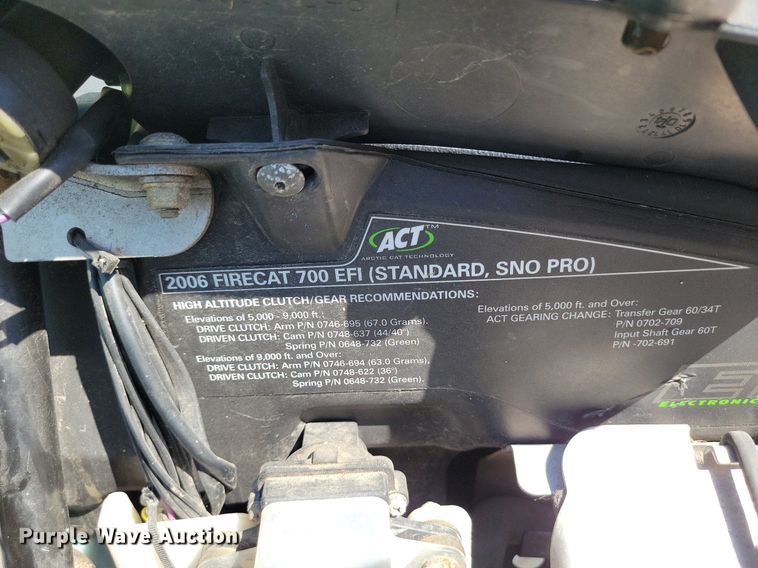 ACT™
ARCTIC CAT TECHNOLOGY
2006 FIRECAT 700 EFI (STANDARD, SNO PRO)
HIGH ALTITUDE CLUTCH/GEAR RECOMMENDATIONS:
Elevations of 5,000 - 9,000 ft.:
DRIVE CLUTCH: Arm P/N 0746-695 (67.0 Grams).
DRIVEN CLUTCH: Cam P/N 0748-637 (44/40°)
Spring P/N 0648-732 (Green)
Elevations of 9,000 ft. and Over:
DRIVE CLUTCH: Arm P/N 0746-694 (63.0 Grams).
DRIVEN CLUTCH: Cam P/N 0748-622 (36°)
Spring P/N 0648-732 (Green).
Elevations of 5,000 ft. and Over:
ACT GEARING CHANGE: Transfer Gear 60/34T
P/N 0702-709
Input Shaft Gear 60T
P/N -702-691
ELECTRONIC
Purple Wave Auction